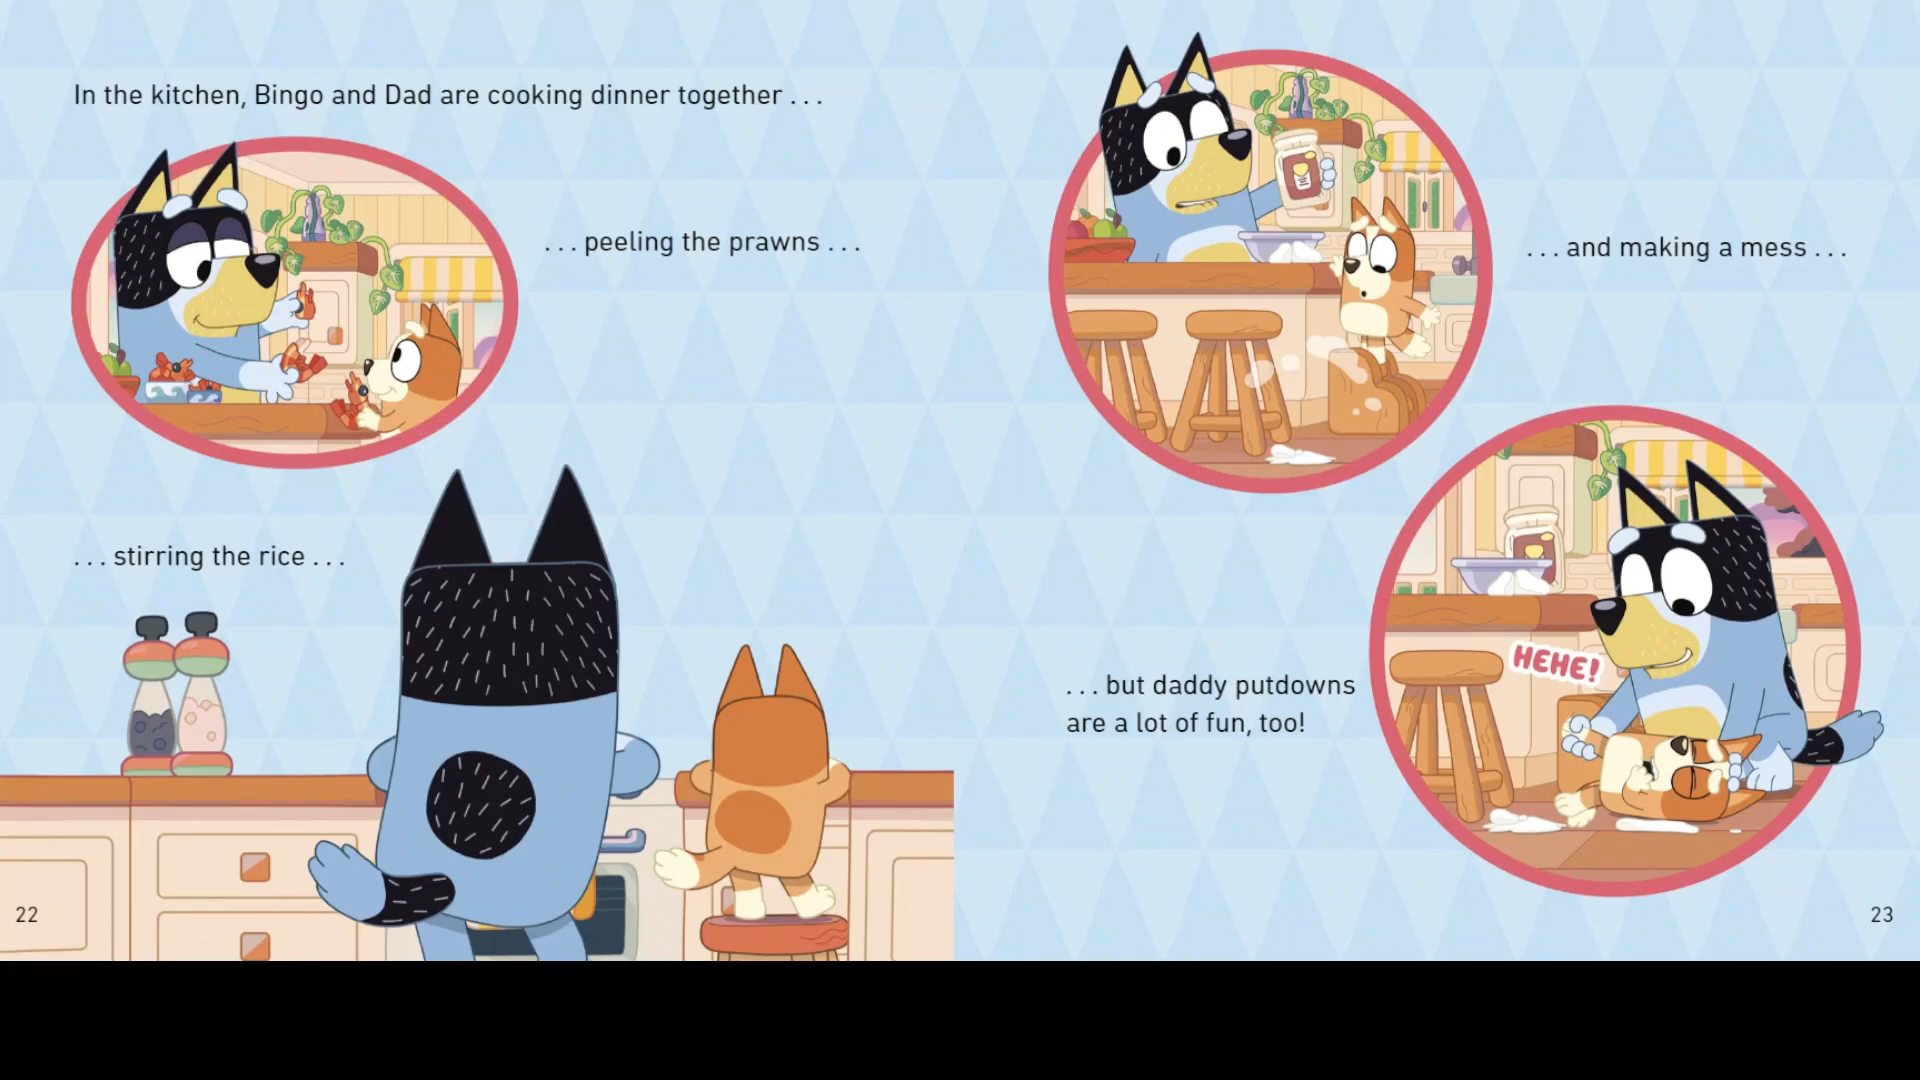 In the kitchen, Bingo and Dad are cooking dinner together . . .
. . . peeling the prawns . . .
. . . stirring the rice . . .
22
. . . and making a mess . . .
HEHE!
. . . but daddy putdowns
are a lot of fun, too!
23